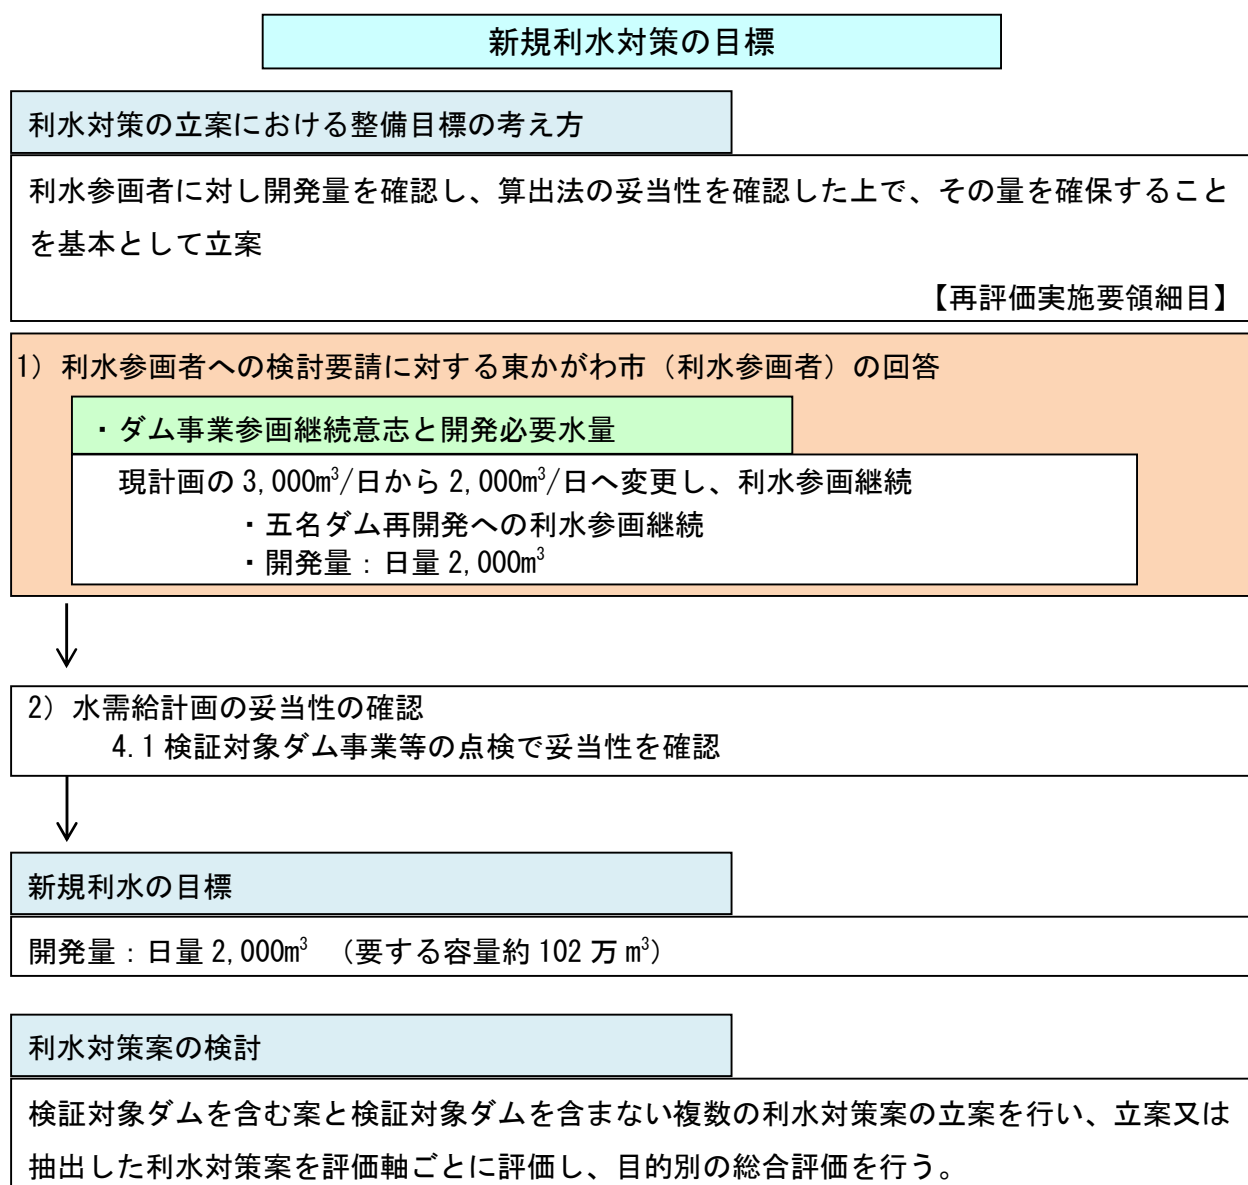 新規利水対策の目標
利水対策の立案における整備目標の考え方
利水参画者に対し開発量を確認し、算出法の妥当性を確認した上で、その量を確保すること
を基本として立案
【再評価実施要領細目】
1）利水参画者への検討要請に対する東かがわ市（利水参画者）の回答
・ダム事業参画継続意志と開発必要水量
現計画の 3,000m³/日から 2,000m³/日へ変更し、利水参画継続
・五名ダム再開発への利水参画継続
・開発量：日量 2,000m³
2）水需給計画の妥当性の確認
4.1 検証対象ダム事業等の点検で妥当性を確認
新規利水の目標
開発量：日量 2,000m³ （要する容量約 102 万 m³）
利水対策案の検討
検証対象ダムを含む案と検証対象ダムを含まない複数の利水対策案の立案を行い、立案又は
抽出した利水対策案を評価軸ごとに評価し、目的別の総合評価を行う。